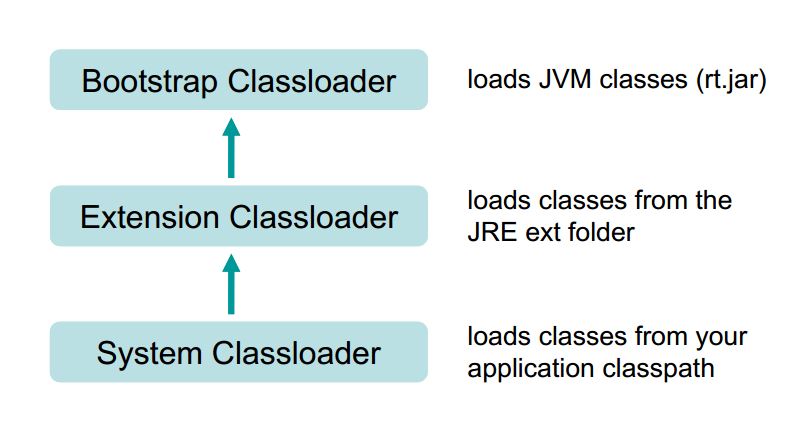 Bootstrap Classloader
loads JVM classes (rt.jar)
Extension Classloader
loads classes from the
JRE ext folder
System Classloader
loads classes from your
application classpath